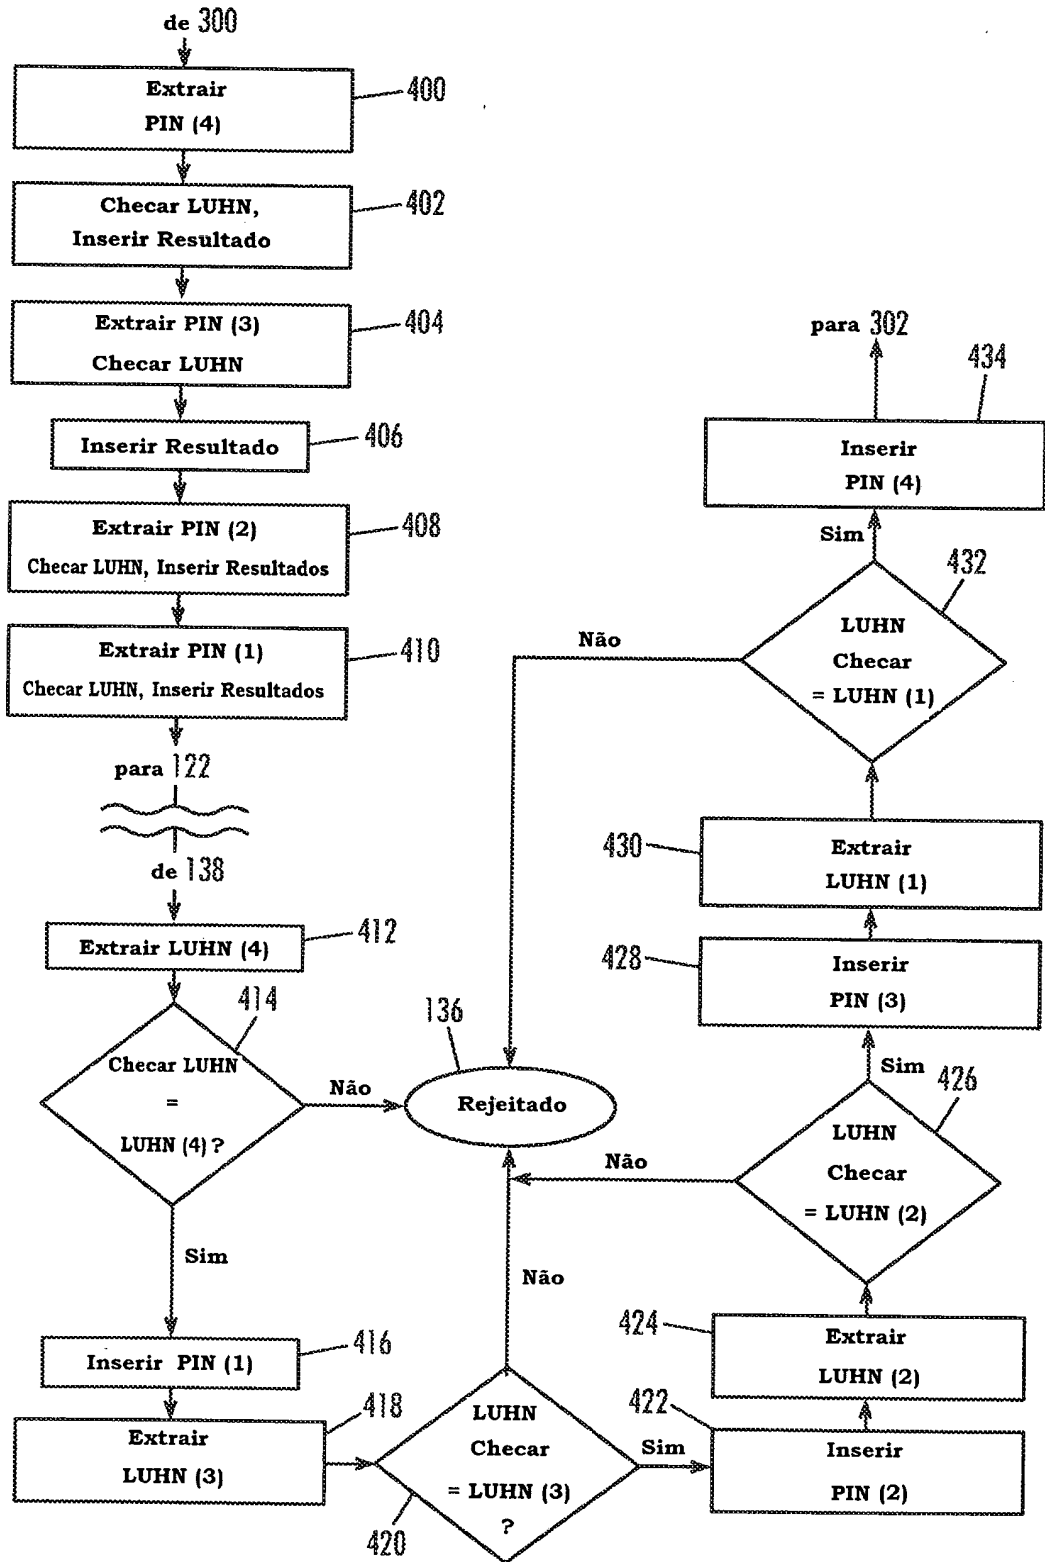 de 300
Extrair
PIN (4)
400
Checar LUHN,
Inserir Resultado
402
Extrair PIN (3)
Checar LUHN
404
Inserir Resultado
406
Extrair PIN (2)
Checar LUHN, Inserir Resultados
408
Extrair PIN (1)
Checar LUHN, Inserir Resultados
410
para 122
de 138
Extrair LUHN (4)
412
414
Checar LUHN
=
LUHN (4)?
Não
Sim
136
Rejeitado
Inserir PIN (1)
416
Extrair
LUHN (3)
418
LUHN
Checar
= LUHN (3)
?
420
Não
Sim
422
Inserir
PIN (2)
424
Extrair
LUHN (2)
426
LUHN
Checar
= LUHN (2)
Não
Sim
428
Inserir
PIN (3)
430
Extrair
LUHN (1)
432
LUHN
Checar
= LUHN (1)
Não
Sim
434
Inserir
PIN (4)
para 302